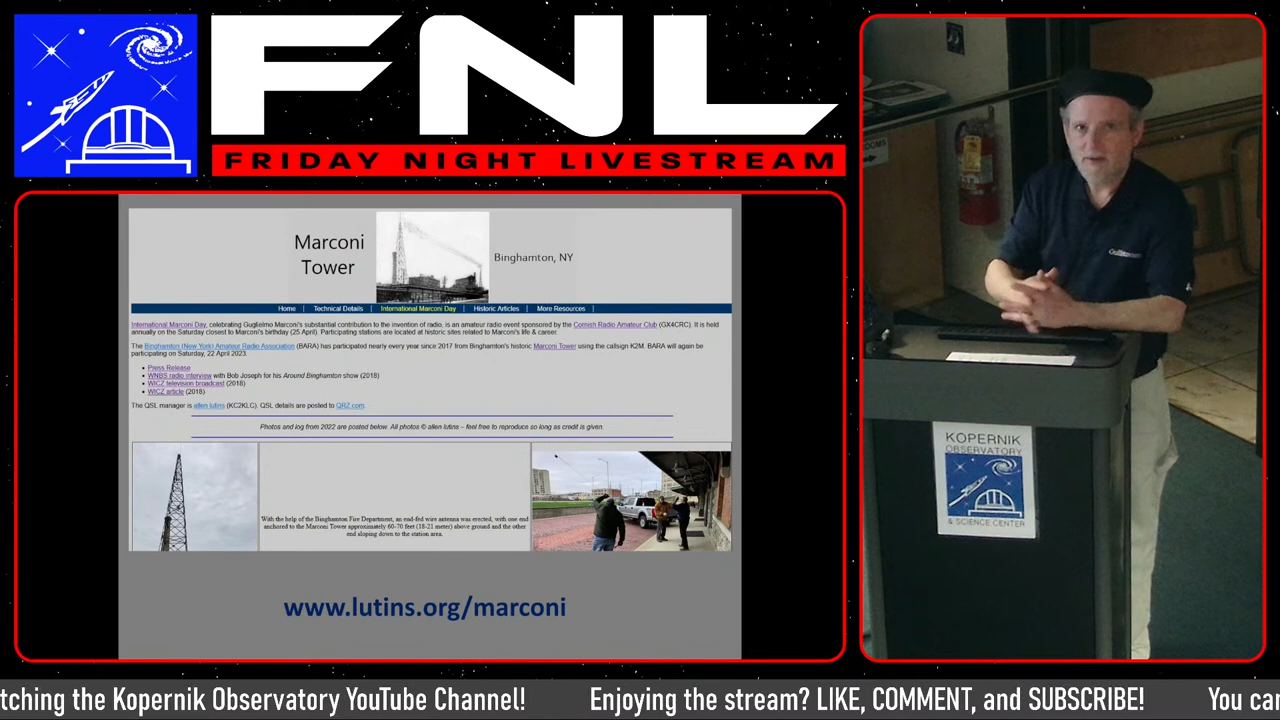 FNL
FRIDAY NIGHT LIVESTREAM
Marconi
Tower
Binghamton, NY
Home | Technical Details | International Marconi Day | Historic Articles | More Resources |
International Marconi Day, celebrating Guglielmo Marconi's substantial contribution to the invention of radio, is an amateur radio event sponsored by the Cornish Radio Amateur Club (GX4CRC). It is held
annually on the Saturday closest to Marconi's birthday (25 April). Participating stations are located at historic sites related to Marconi's life & career.
The Binghamton (New York) Amateur Radio Association (BARA) has participated nearly every year since 2017 from Binghamton's historic Marconi Tower using the callsign K2M. BARA will again be
participating on Saturday, 22 April 2023.
• Press Release
• WNBS radio interview with Bob Joseph for his Around Binghamton show (2018)
• WICZ television broadcast (2018)
• WICZ article (2018)
The QSL manager is allen lutins (KC2KLC). QSL details are posted to QRZ.com.
Photos and log from 2022 are posted below. All photos © allen lutins – feel free to reproduce so long as credit is given.
With the help of the Binghamton Fire Department, an end-fed wire antenna was erected, with one end
anchored to the Marconi Tower approximately 60-70 feet (18-21 meter) above ground and the other
end sloping down to the station area.
www.lutins.org/marconi
KOPERNIK
OBSERVATORY
& SCIENCE CENTER
tching the Kopernik Observatory YouTube Channel! Enjoying the stream? LIKE, COMMENT, and SUBSCRIBE! You can